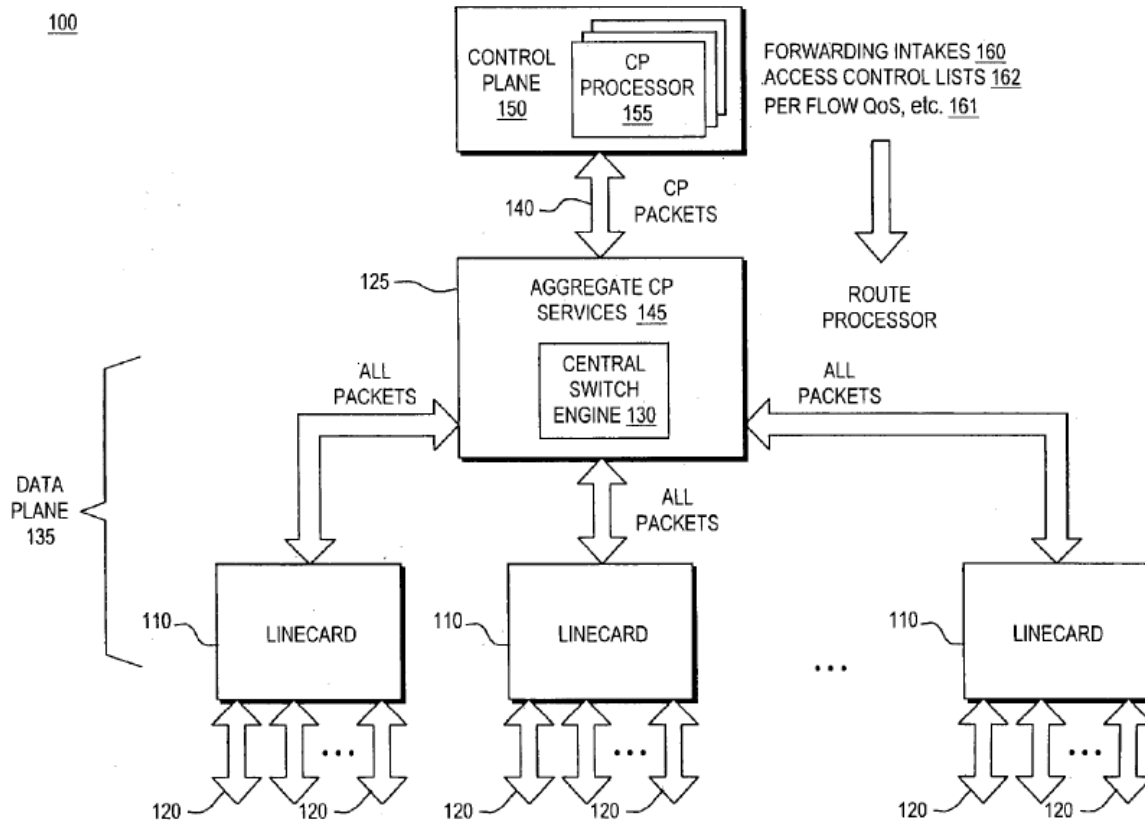 100
CONTROL
PLANE
150
CP
PROCESSOR
155
FORWARDING INTAKES 160
ACCESS CONTROL LISTS 162
PER FLOW QoS, etc. 161
140
CP
PACKETS
125
AGGREGATE CP
SERVICES 145
ROUTE
PROCESSOR
CENTRAL
SWITCH
ENGINE 130
ALL
PACKETS
ALL
PACKETS
ALL
PACKETS
DATA
PLANE
135
110
LINECARD
110
LINECARD
...
110
LINECARD
...
...
...
120
120
120
120
120
120